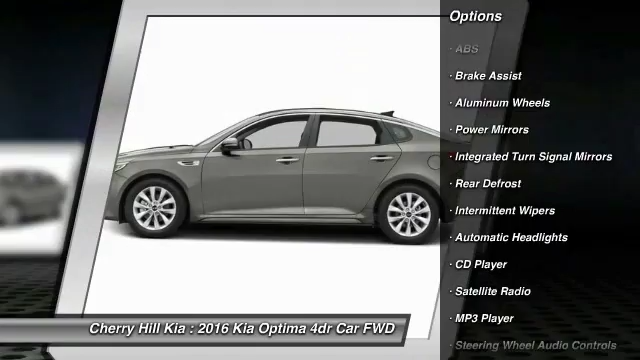 Options
· ABS
· Brake Assist
· Aluminum Wheels
· Power Mirrors
· Integrated Turn Signal Mirrors
· Rear Defrost
· Intermittent Wipers
· Automatic Headlights
· CD Player
· Satellite Radio
· MP3 Player
· Steering Wheel Audio Controls
Cherry Hill Kia : 2016 Kia Optima 4dr Car FWD